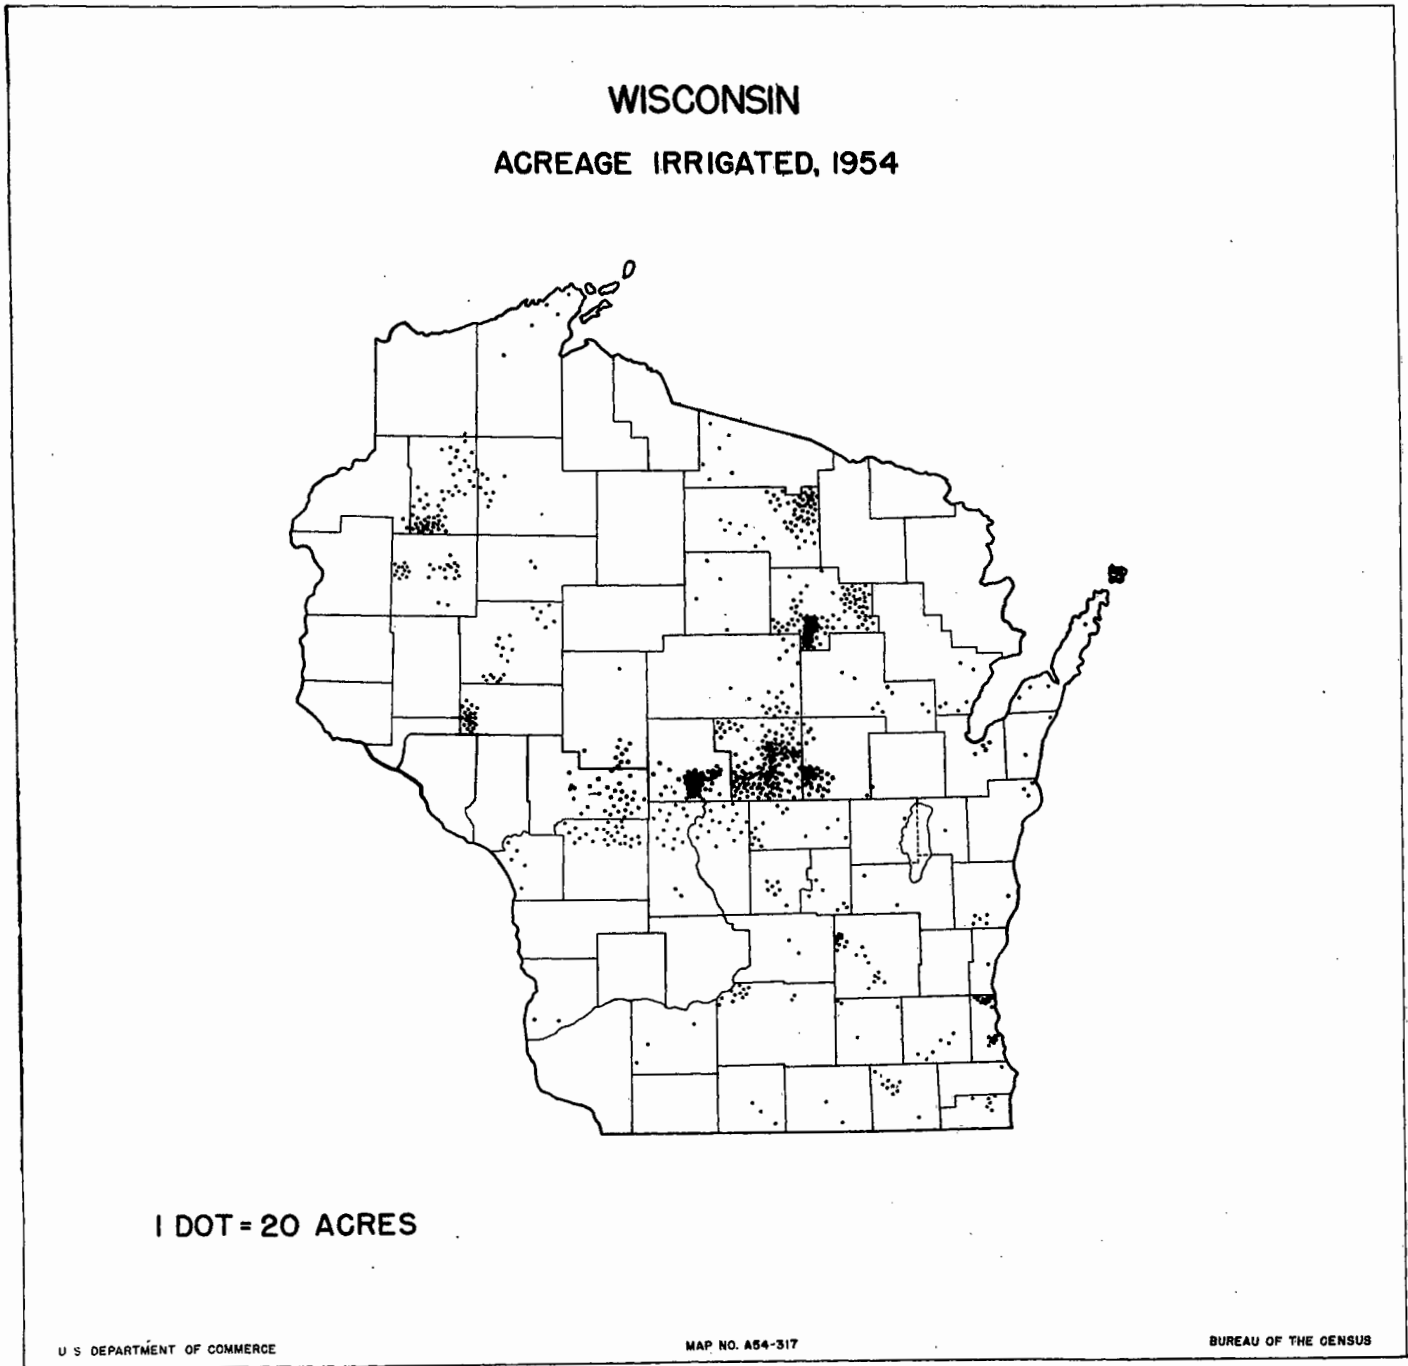 WISCONSIN
ACREAGE IRRIGATED, 1954
1 DOT = 20 ACRES
U S DEPARTMENT OF COMMERCE
MAP NO. A54-317
BUREAU OF THE CENSUS